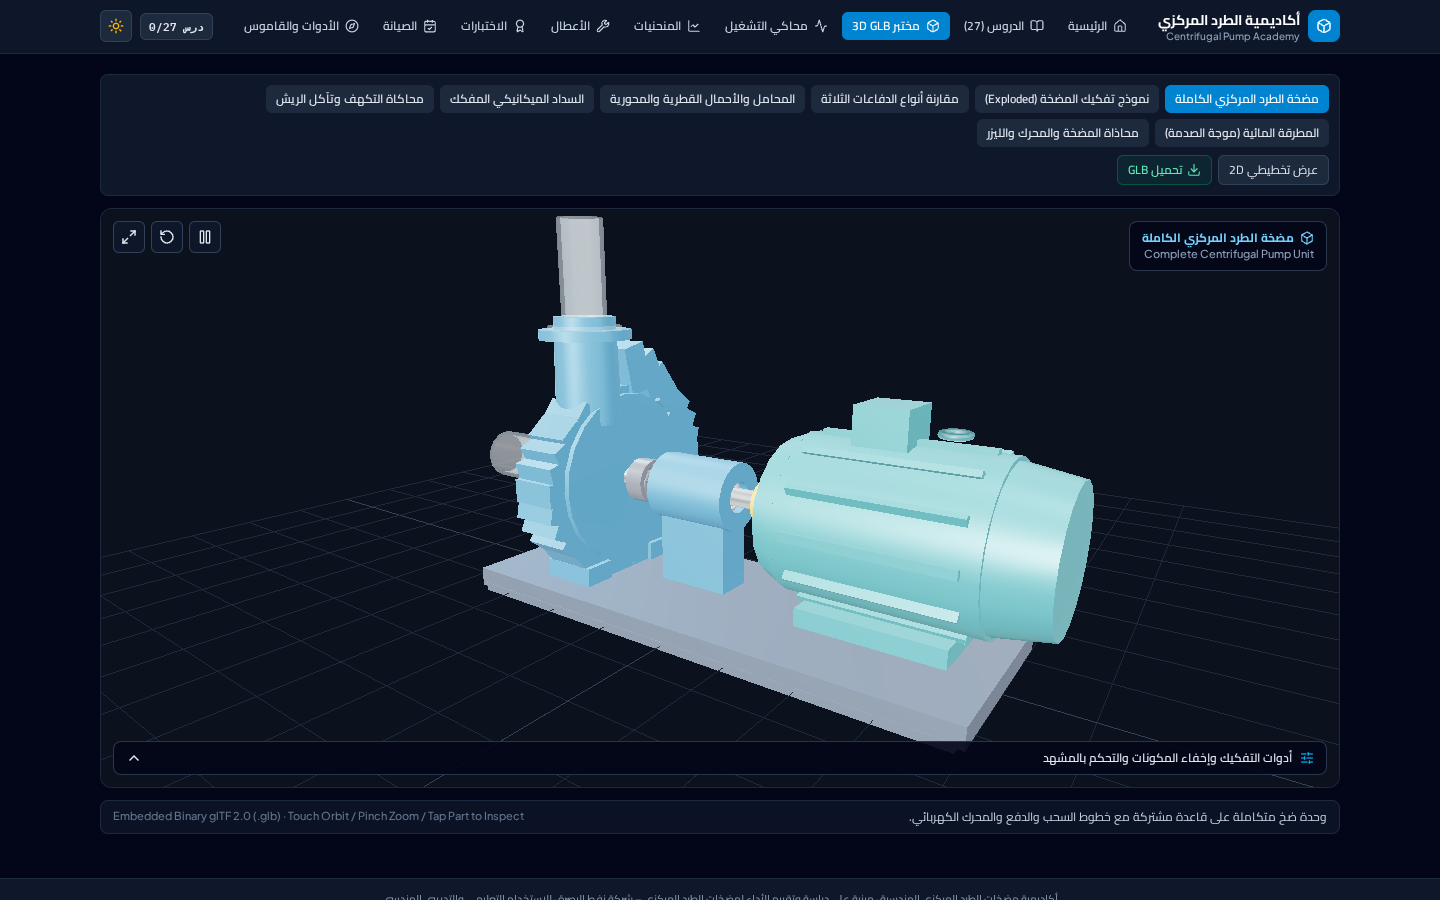 أكاديمية الطرد المركزي
Centrifugal Pump Academy
الرئيسية
الدروس (27)
مختبر 3D GLB
محاكي التشغيل
المنحنيات
الأعطال
الاختبارات
الصيانة
الأدوات والقاموس
0/27 درس
مضخة الطرد المركزي الكاملة
نموذج تفكيك المضخة (Exploded)
مقارنة أنواع الدفاعات الثلاثة
المحامل والأحمال القطرية والمحورية
السداد الميكانيكي المفكك
محاكاة التكهف وتآكل الريش
المطرقة المائية (موجة الصدمة)
محاذاة المضخة والمحرك والليزر
عرض تخطيطي 2D
تحميل GLB
مضخة الطرد المركزي الكاملة
Complete Centrifugal Pump Unit
أدوات التفكيك وإخفاء المكونات والتحكم بالمشهد
وحدة ضخ متكاملة على قاعدة مشتركة مع خطوط السحب والدفع والمحرك الكهربائي.
Embedded Binary glTF 2.0 (.glb) · Touch Orbit / Pinch Zoom / Tap Part to Inspect